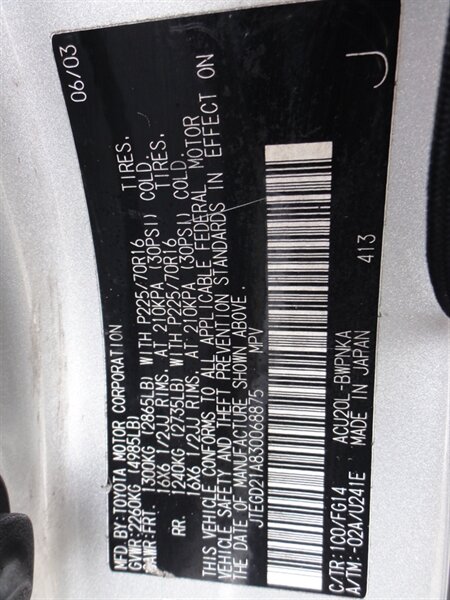 MFD.BY:TOYOTA MOTOR CORPORATION 06/03
GVWR:2260KG (4985LB)
GAWR:FRT. 1300KG (2865LB) WITH P225/70R16 TIRES.
16X6 1/2JJ RIMS. AT 210KPA (30PSI) COLD.
RR. 1240KG (2735LB) WITH P225/70R16 TIRES.
16X6 1/2JJ RIMS. AT 210KPA (30PSI) COLD.
THIS VEHICLE CONFORMS TO ALL APPLICABLE FEDERAL MOTOR
VEHICLE SAFETY AND THEFT PREVENTION STANDARDS IN EFFECT ON
THE DATE OF MANUFACTURE SHOWN ABOVE.
JTEGD21A830068875 MPV
C/TR:1C0/FG14 ACU20L-BWPNKA 413
A/TM:-02A/U241E MADE IN JAPAN J